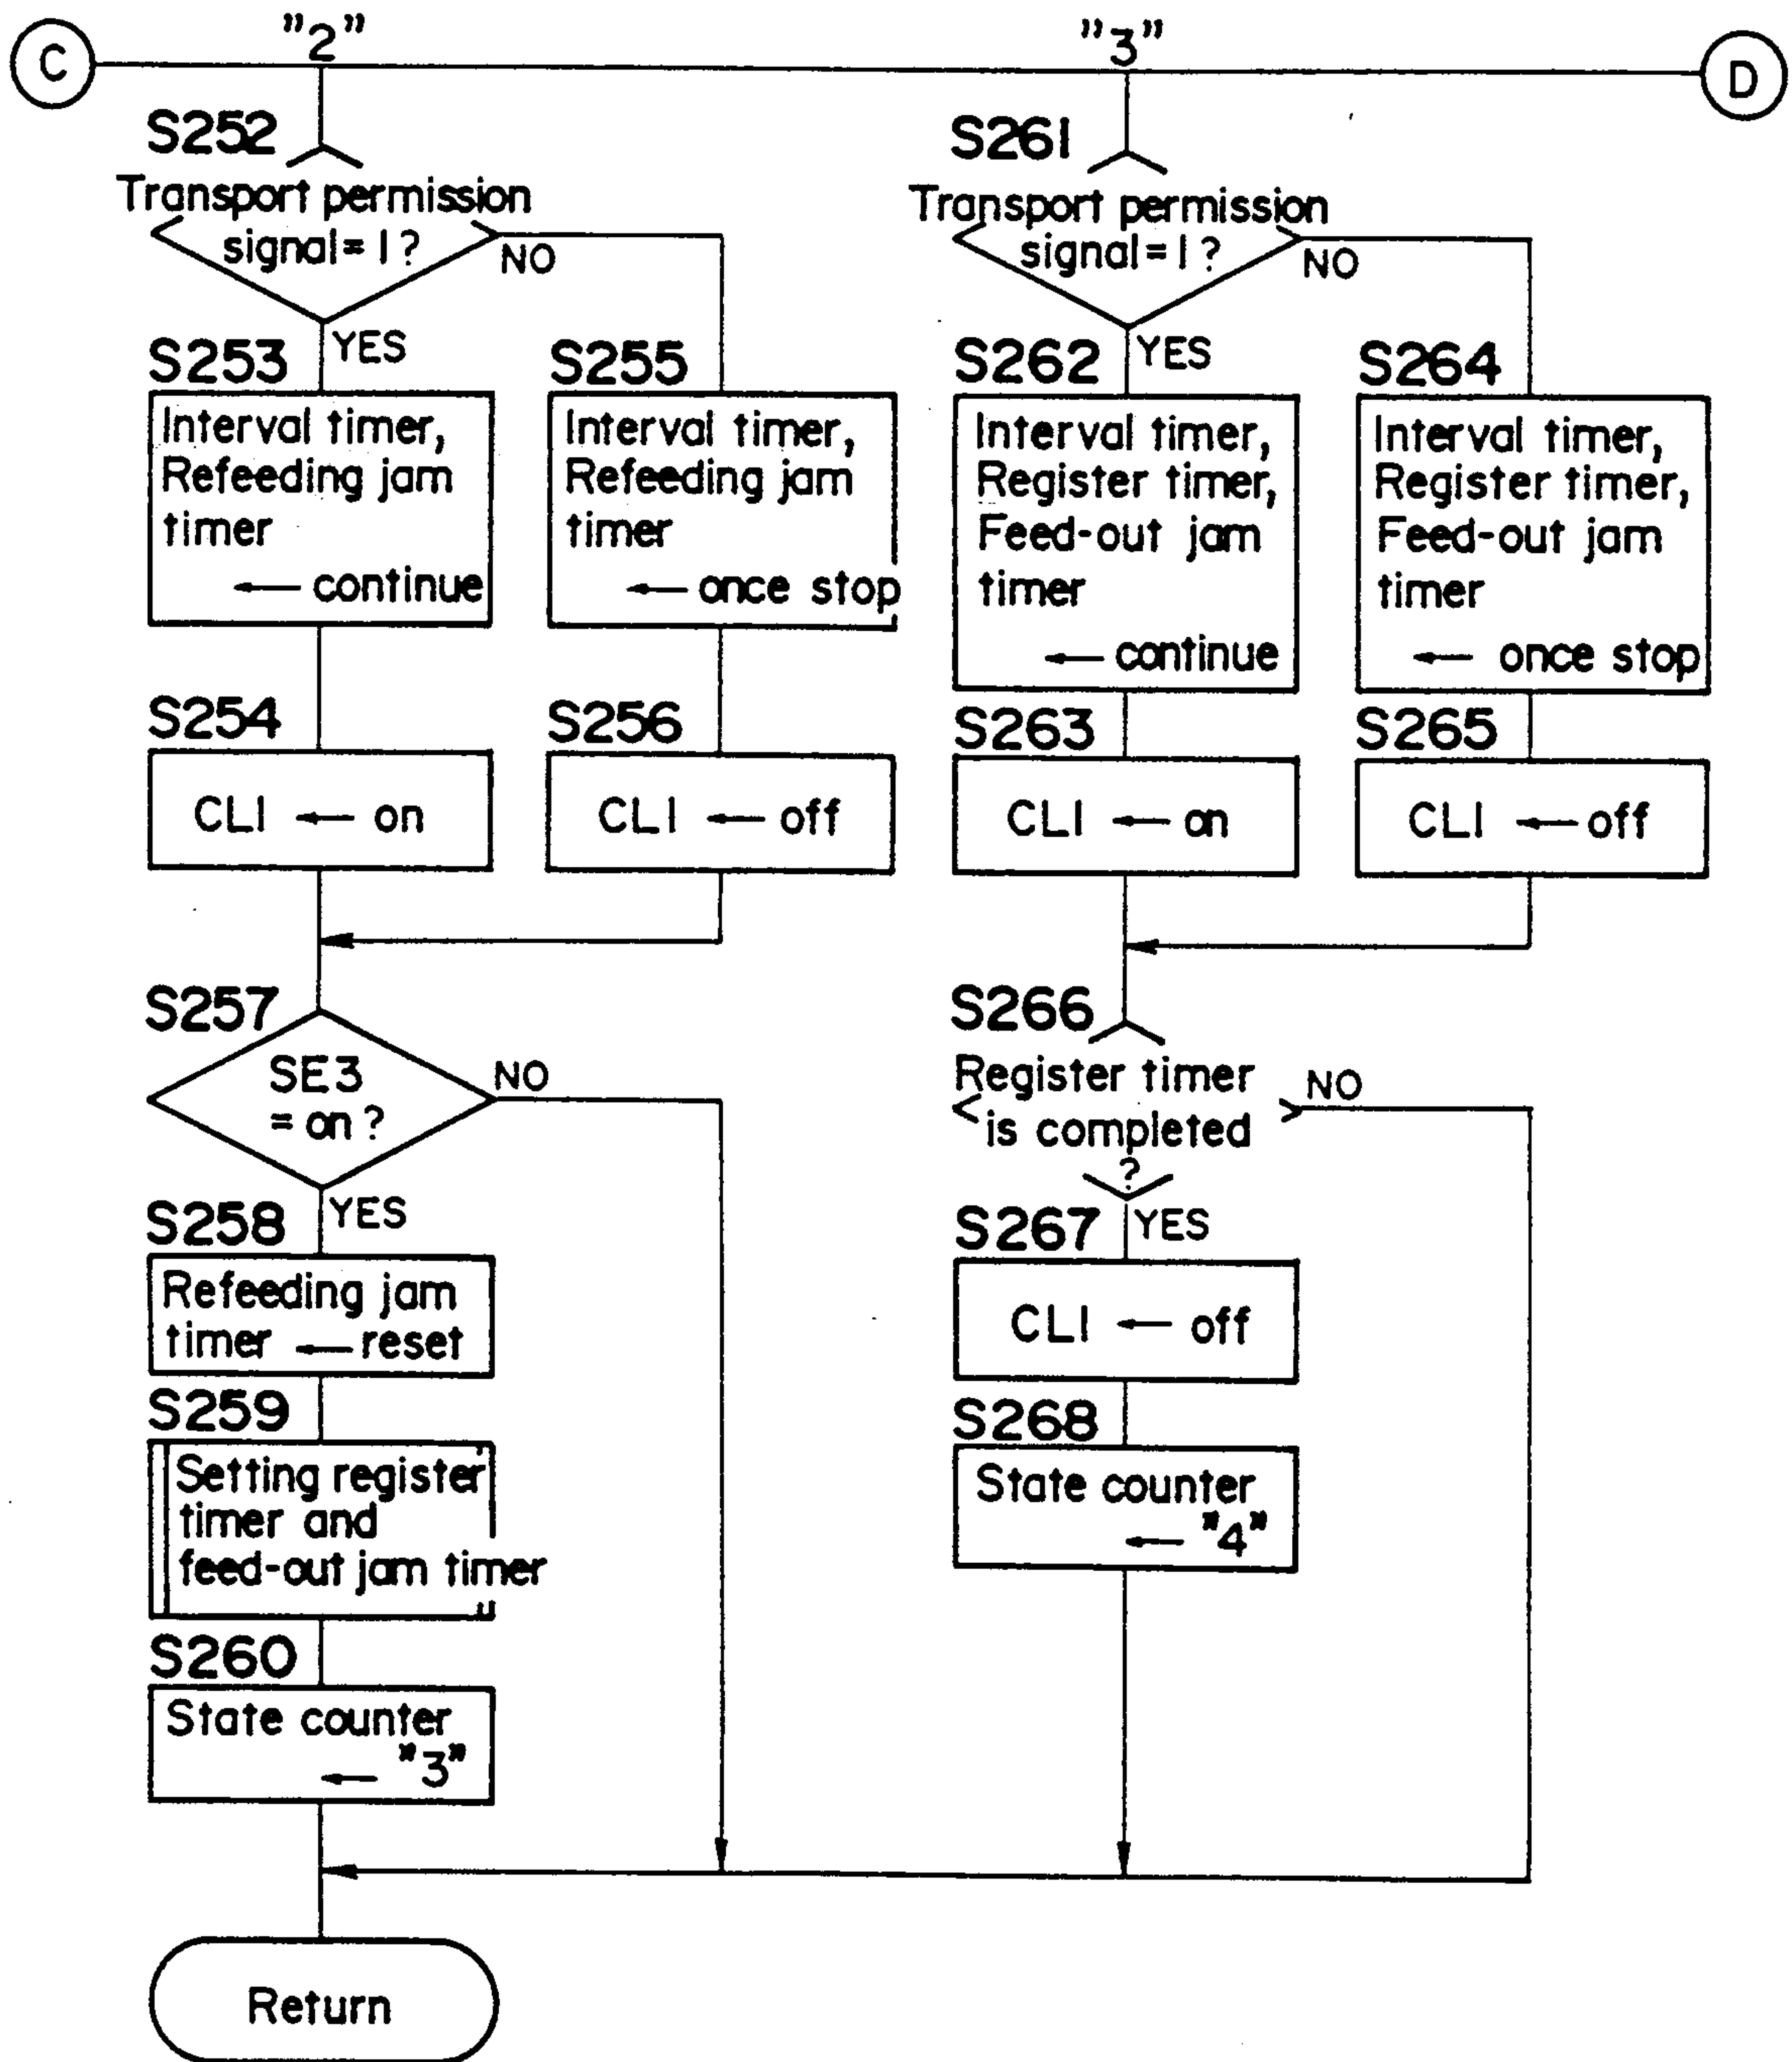 C
"2"
"3"
D
S252
Transport permission
signal=1?
NO
YES
S253
Interval timer,
Refeeding jam
timer
← continue
S255
Interval timer,
Refeeding jam
timer
← once stop
S254
CL1 ← on
S256
CL1 ← off
S257
SE3
= on?
NO
YES
S258
Refeeding jam
timer ← reset
S259
Setting register
timer and
feed-out jam timer
S260
State counter
← "3"
S261
Transport permission
signal=1?
NO
YES
S262
Interval timer,
Register timer,
Feed-out jam
timer
← continue
S264
Interval timer,
Register timer,
Feed-out jam
timer
← once stop
S263
CL1 ← on
S265
CL1 ← off
S266
Register timer
is completed
?
NO
YES
S267
CL1 ← off
S268
State counter
← "4"
Return